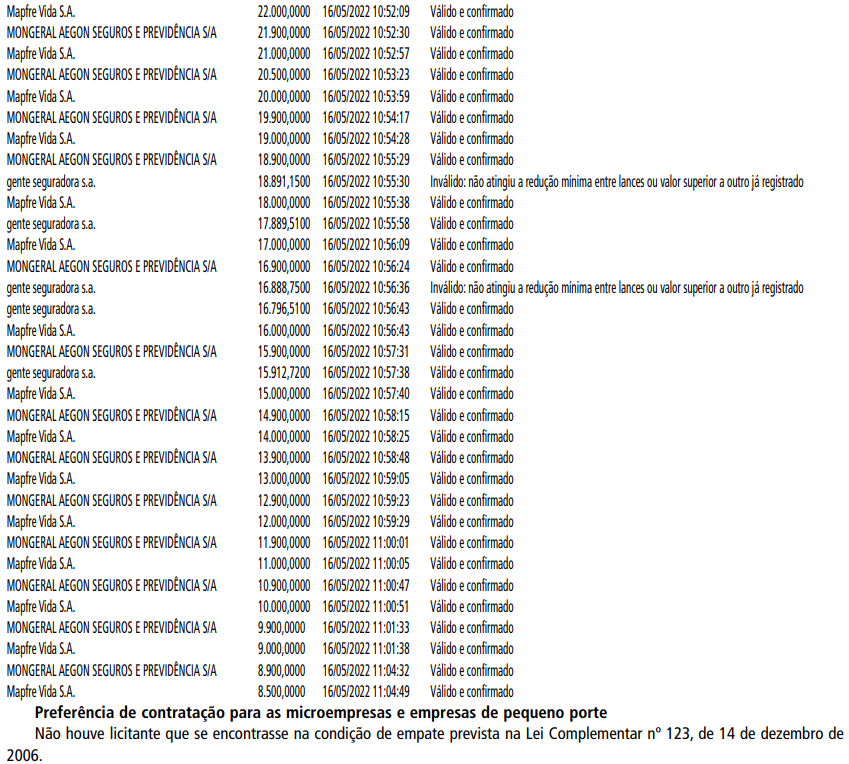 Mapfre Vida S.A. 22.000,0000 16/05/2022 10:52:09 Válido e confirmado
MONGERAL AEGON SEGUROS E PREVIDÊNCIA S/A 21.900,0000 16/05/2022 10:52:30 Válido e confirmado
Mapfre Vida S.A. 21.000,0000 16/05/2022 10:52:57 Válido e confirmado
MONGERAL AEGON SEGUROS E PREVIDÊNCIA S/A 20.500,0000 16/05/2022 10:53:23 Válido e confirmado
Mapfre Vida S.A. 20.000,0000 16/05/2022 10:53:59 Válido e confirmado
MONGERAL AEGON SEGUROS E PREVIDÊNCIA S/A 19.900,0000 16/05/2022 10:54:17 Válido e confirmado
Mapfre Vida S.A. 19.000,0000 16/05/2022 10:54:28 Válido e confirmado
MONGERAL AEGON SEGUROS E PREVIDÊNCIA S/A 18.900,0000 16/05/2022 10:55:29 Válido e confirmado
gente seguradora s.a. 18.891,1500 16/05/2022 10:55:30 Inválido: não atingiu a redução mínima entre lances ou valor superior a outro já registrado
Mapfre Vida S.A. 18.000,0000 16/05/2022 10:55:38 Válido e confirmado
gente seguradora s.a. 17.889,5100 16/05/2022 10:55:58 Válido e confirmado
Mapfre Vida S.A. 17.000,0000 16/05/2022 10:56:09 Válido e confirmado
MONGERAL AEGON SEGUROS E PREVIDÊNCIA S/A 16.900,0000 16/05/2022 10:56:24 Válido e confirmado
gente seguradora s.a. 16.888,7500 16/05/2022 10:56:36 Inválido: não atingiu a redução mínima entre lances ou valor superior a outro já registrado
gente seguradora s.a. 16.796,5100 16/05/2022 10:56:43 Válido e confirmado
Mapfre Vida S.A. 16.000,0000 16/05/2022 10:56:43 Válido e confirmado
MONGERAL AEGON SEGUROS E PREVIDÊNCIA S/A 15.900,0000 16/05/2022 10:57:31 Válido e confirmado
gente seguradora s.a. 15.912,7200 16/05/2022 10:57:38 Válido e confirmado
Mapfre Vida S.A. 15.000,0000 16/05/2022 10:57:40 Válido e confirmado
MONGERAL AEGON SEGUROS E PREVIDÊNCIA S/A 14.900,0000 16/05/2022 10:58:15 Válido e confirmado
Mapfre Vida S.A. 14.000,0000 16/05/2022 10:58:25 Válido e confirmado
MONGERAL AEGON SEGUROS E PREVIDÊNCIA S/A 13.900,0000 16/05/2022 10:58:48 Válido e confirmado
Mapfre Vida S.A. 13.000,0000 16/05/2022 10:59:05 Válido e confirmado
MONGERAL AEGON SEGUROS E PREVIDÊNCIA S/A 12.900,0000 16/05/2022 10:59:23 Válido e confirmado
Mapfre Vida S.A. 12.000,0000 16/05/2022 10:59:29 Válido e confirmado
MONGERAL AEGON SEGUROS E PREVIDÊNCIA S/A 11.900,0000 16/05/2022 11:00:01 Válido e confirmado
Mapfre Vida S.A. 11.000,0000 16/05/2022 11:00:05 Válido e confirmado
MONGERAL AEGON SEGUROS E PREVIDÊNCIA S/A 10.900,0000 16/05/2022 11:00:47 Válido e confirmado
Mapfre Vida S.A. 10.000,0000 16/05/2022 11:00:51 Válido e confirmado
MONGERAL AEGON SEGUROS E PREVIDÊNCIA S/A 9.900,0000 16/05/2022 11:01:33 Válido e confirmado
Mapfre Vida S.A. 9.000,0000 16/05/2022 11:01:38 Válido e confirmado
MONGERAL AEGON SEGUROS E PREVIDÊNCIA S/A 8.900,0000 16/05/2022 11:04:32 Válido e confirmado
Mapfre Vida S.A. 8.500,0000 16/05/2022 11:04:49 Válido e confirmado
Preferência de contratação para as microempresas e empresas de pequeno porte
Não houve licitante que se encontrasse na condição de empate prevista na Lei Complementar nº 123, de 14 de dezembro de
2006.